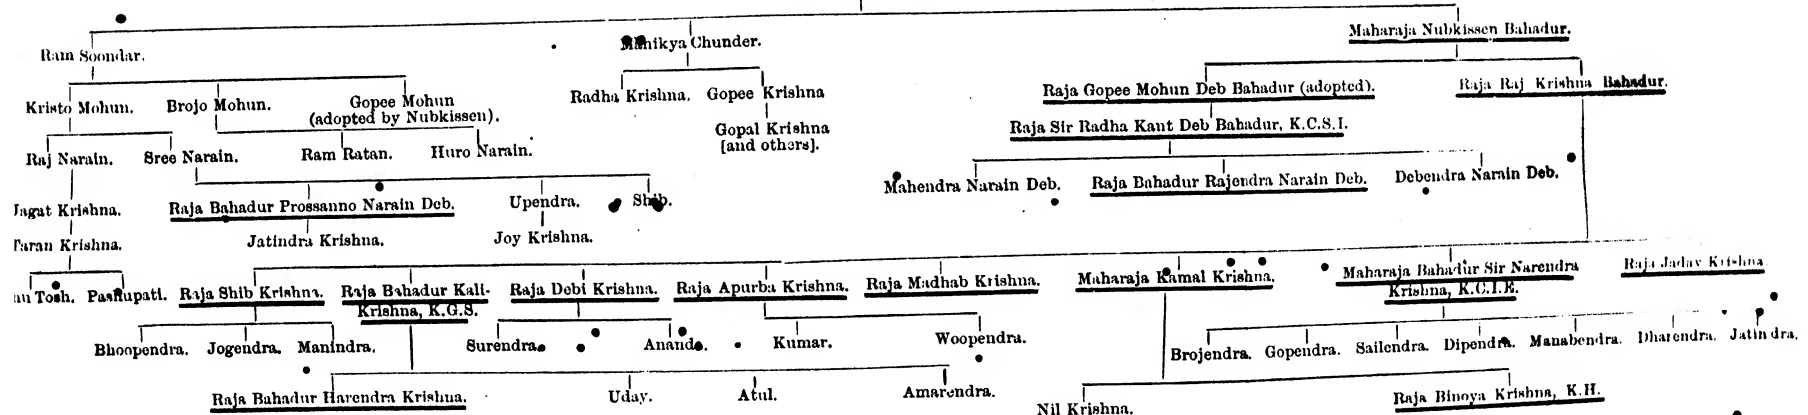 Ram Soondar.
Manikya Chunder.
Maharaja Nubkissen Bahadur.
Kristo Mohun.
Brojo Mohun.
Gopee Mohun
(adopted by Nubkissen).
Radha Krishna.
Gopee Krishna
Raja Gopee Mohun Deb Bahadur (adopted).
Raja Raj Krishna Bahadur.
Gopal Krishna
[and others].
Raja Sir Radha Kant Deb Bahadur, K.C.S.I.
Raj Narain.
Sree Narain.
Ram Ratan.
Huro Narain.
Mahendra Narain Deb.
Raja Bahadur Rajendra Narain Deb.
Debendra Narain Deb.
Jagat Krishna.
Raja Bahadur Prossanno Narain Deb.
Upendra.
Shib.
Taran Krishna.
Jatindra Krishna.
Joy Krishna.
Tosh.
Pashupati.
Raja Shib Krishna.
Raja Bahadur Kali-
Krishna, K.G.S.
Raja Debi Krishna.
Raja Apurba Krishna.
Raja Madhab Krishna.
Maharaja Kamal Krishna.
Maharaja Bahadur Sir Narendra
Krishna, K.C.I.E.
Raja Jadav Krishna
Bhoopendra.
Jogendra.
Manindra.
Surendra.
Anand.
Kumar.
Woopendra.
Brojendra.
Gopendra.
Sailendra.
Dipendra.
Manabendra.
Dharendra.
Jatindra.
Raja Bahadur Harendra Krishna.
Uday.
Atul.
Amarendra.
Nil Krishna.
Raja Binoya Krishna, K.H.